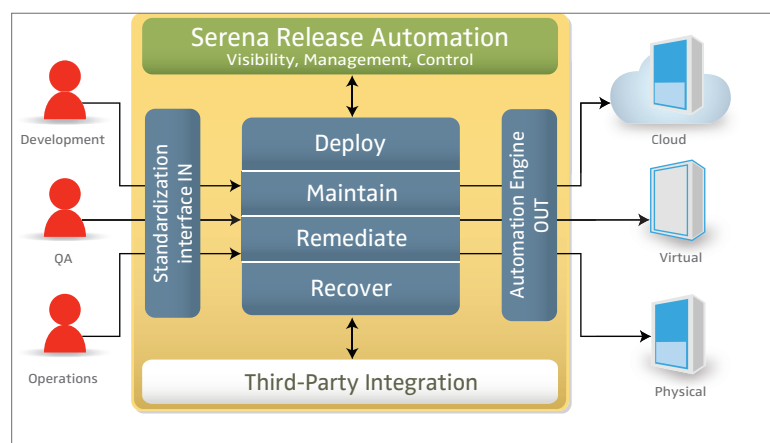 Serena Release Automation
Visibility, Management, Control
Development
QA
Operations
Standardization
interface IN
Deploy
Maintain
Remediate
Recover
Automation Engine
OUT
Cloud
Virtual
Physical
Third-Party Integration